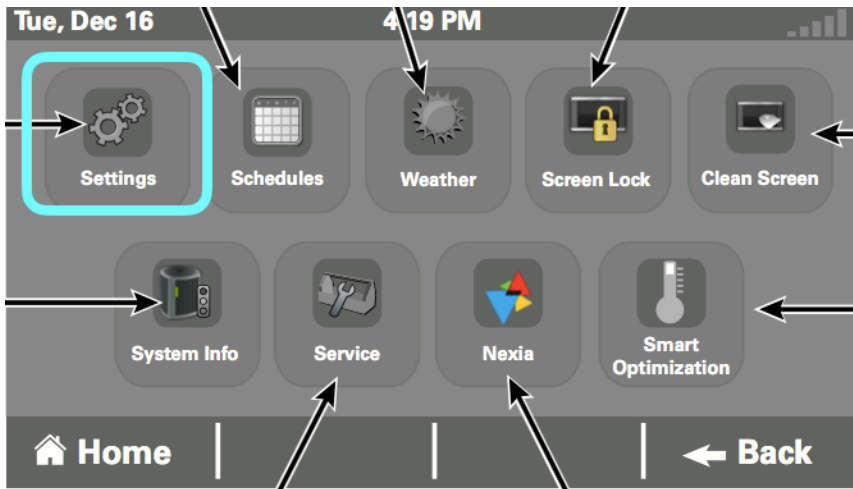 Tue, Dec 16 4:19 PM
Settings Schedules Weather Screen Lock Clean Screen
System Info Service Nexia Smart
Optimization
Home Back